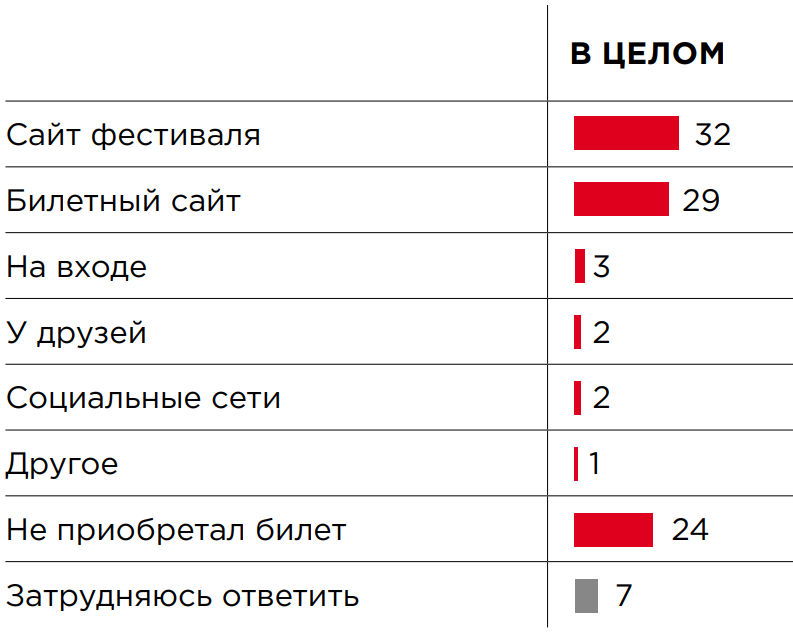 В ЦЕЛОМ
Сайт фестиваля 32
Билетный сайт 29
На входе 3
У друзей 2
Социальные сети 2
Другое 1
Не приобретал билет 24
Затрудняюсь ответить 7